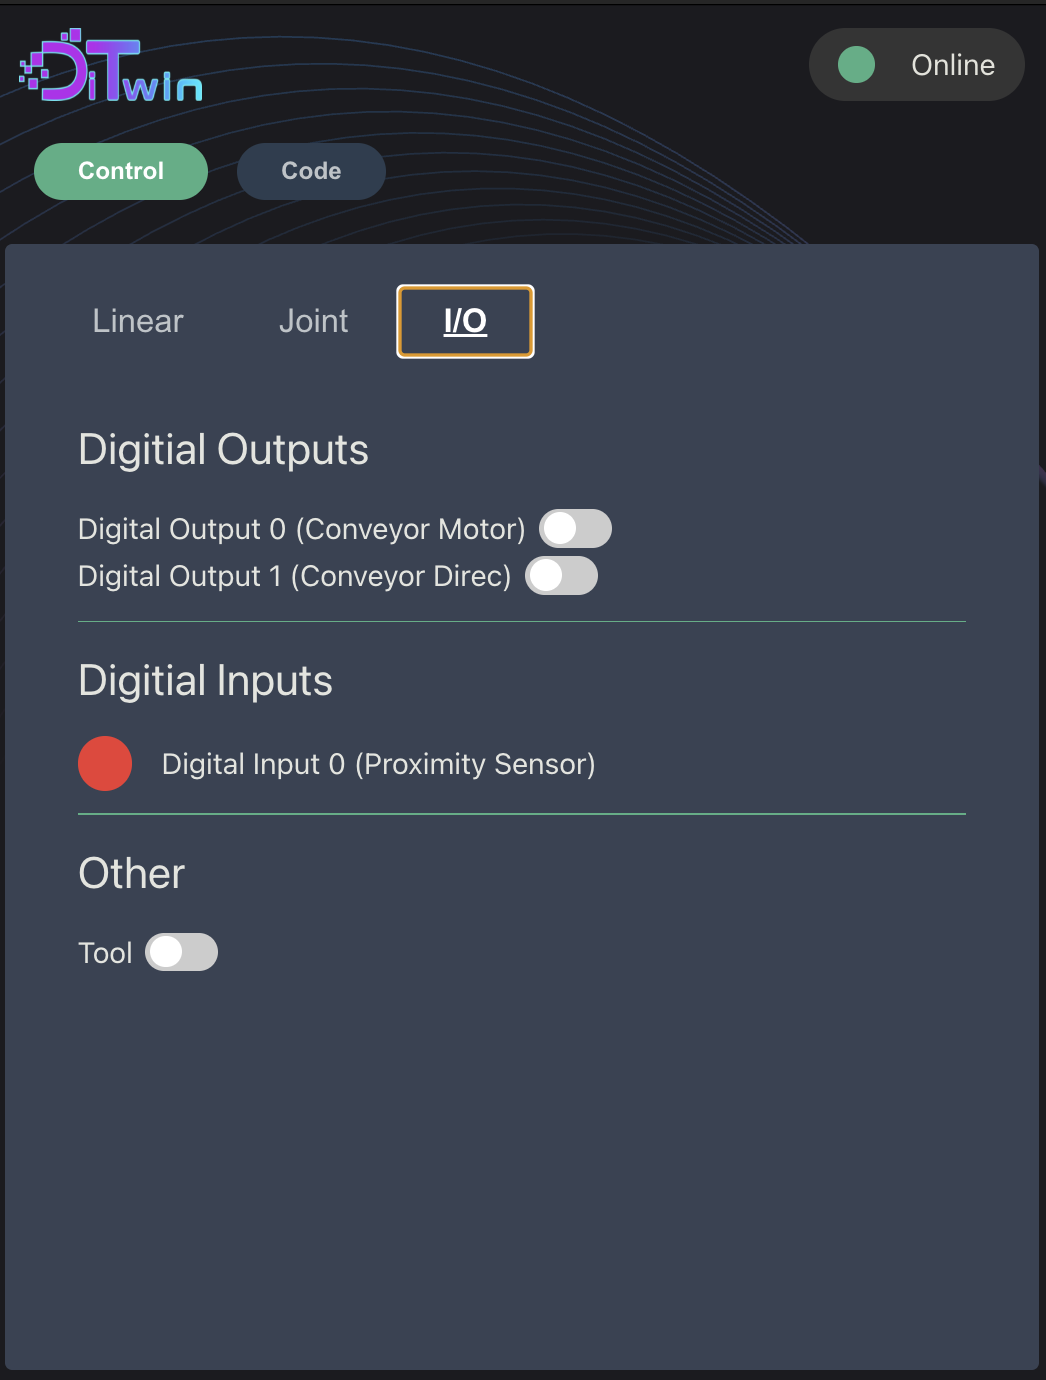 DiTwin
Online
Control
Code
Linear
Joint
I/O
Digitial Outputs
Digital Output 0 (Conveyor Motor)
Digital Output 1 (Conveyor Direc)
Digitial Inputs
Digital Input 0 (Proximity Sensor)
Other
Tool